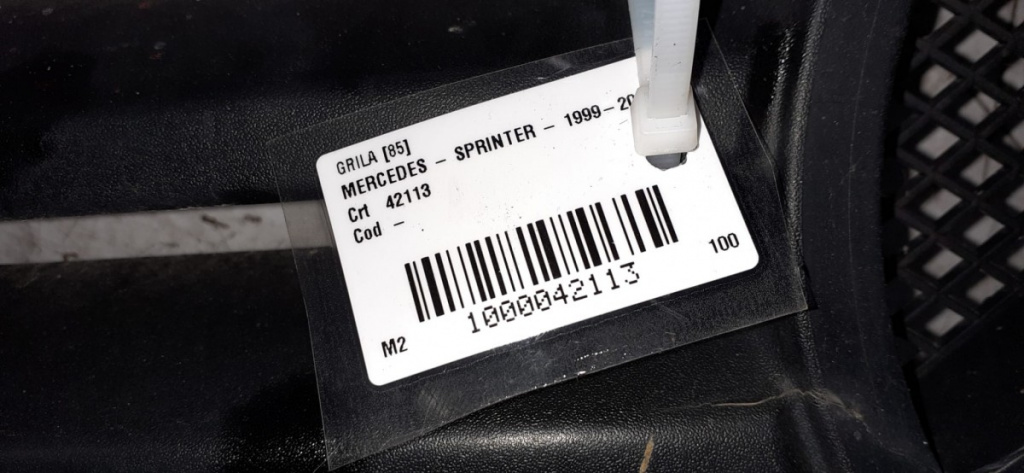 GRILA [85]
MERCEDES - SPRINTER - 1999-20
Crt 42113
Cod -
1000042113
M2
100